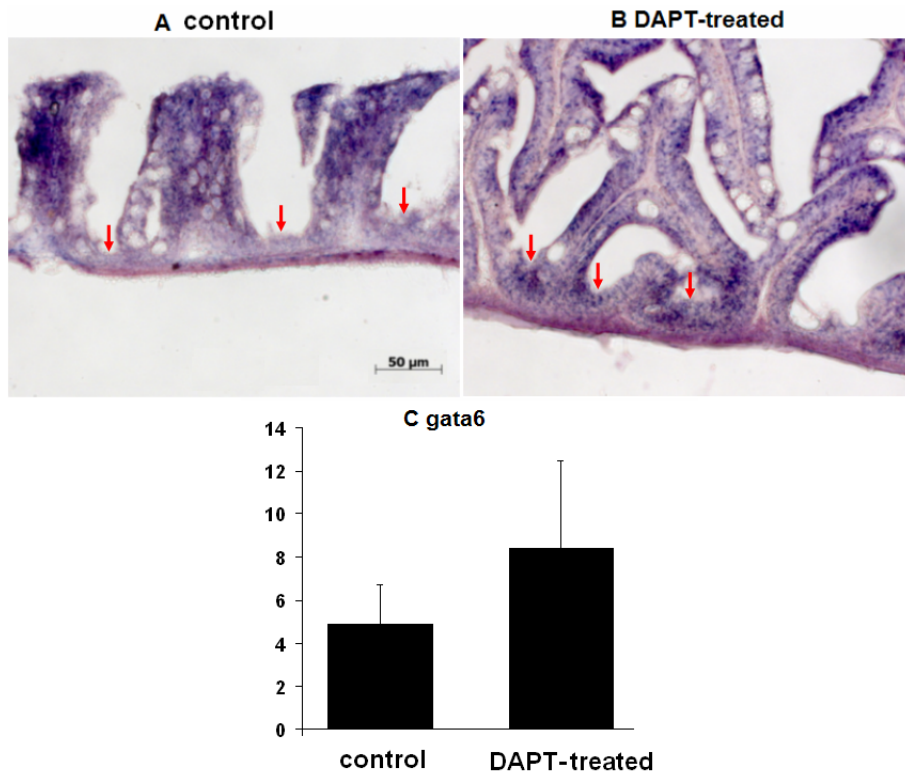 A control
B DAPT-treated
50 µm
C gata6
14
12
10
8
6
4
2
0
control
DAPT-treated